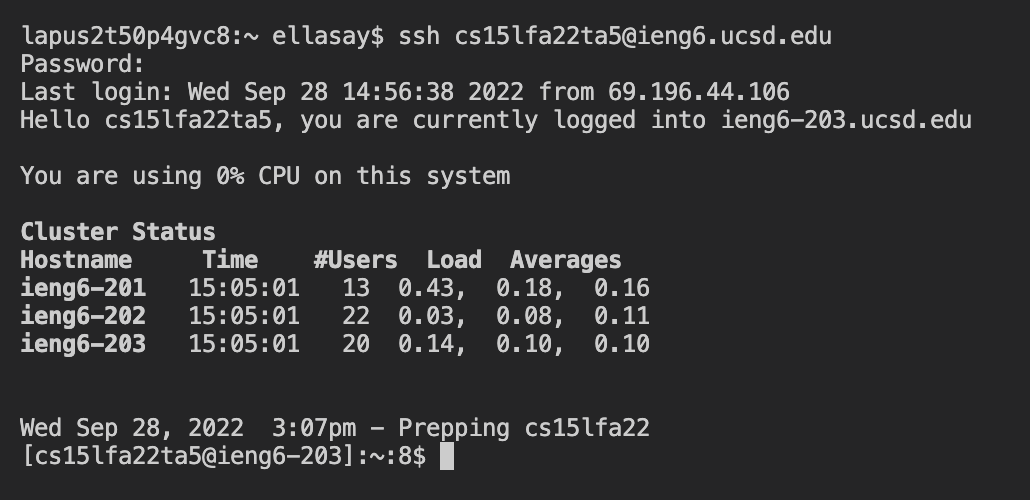 lapus2t50p4gvc8:~ ellasay$ ssh cs15lfa22ta5@ieng6.ucsd.edu
Password:
Last login: Wed Sep 28 14:56:38 2022 from 69.196.44.106
Hello cs15lfa22ta5, you are currently logged into ieng6-203.ucsd.edu
You are using 0% CPU on this system
Cluster Status
Hostname     Time    #Users  Load  Averages
ieng6-201   15:05:01   13  0.43,  0.18,  0.16
ieng6-202   15:05:01   22  0.03,  0.08,  0.11
ieng6-203   15:05:01   20  0.14,  0.10,  0.10
Wed Sep 28, 2022  3:07pm - Prepping cs15lfa22
[cs15lfa22ta5@ieng6-203]:~:8$